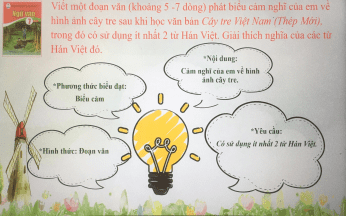 Viết một đoạn văn (khoảng 5 -7 dòng) phát biểu cảm nghĩ của em về
hình ảnh cây tre sau khi học văn bản Cây tre Việt Nam (Thép Mới),
trong đó có sử dụng ít nhất 2 từ Hán Việt. Giải thích nghĩa của các từ
Hán Việt đó.
Ngữ văn
7
*Nội dung:
Cảm nghĩ của em về hình
ảnh cây tre.
*Phương thức biểu đạt:
Biểu cảm
*Hình thức: Đoạn văn
*Yêu cầu:
Có sử dụng ít nhất 2 từ Hán Việt.